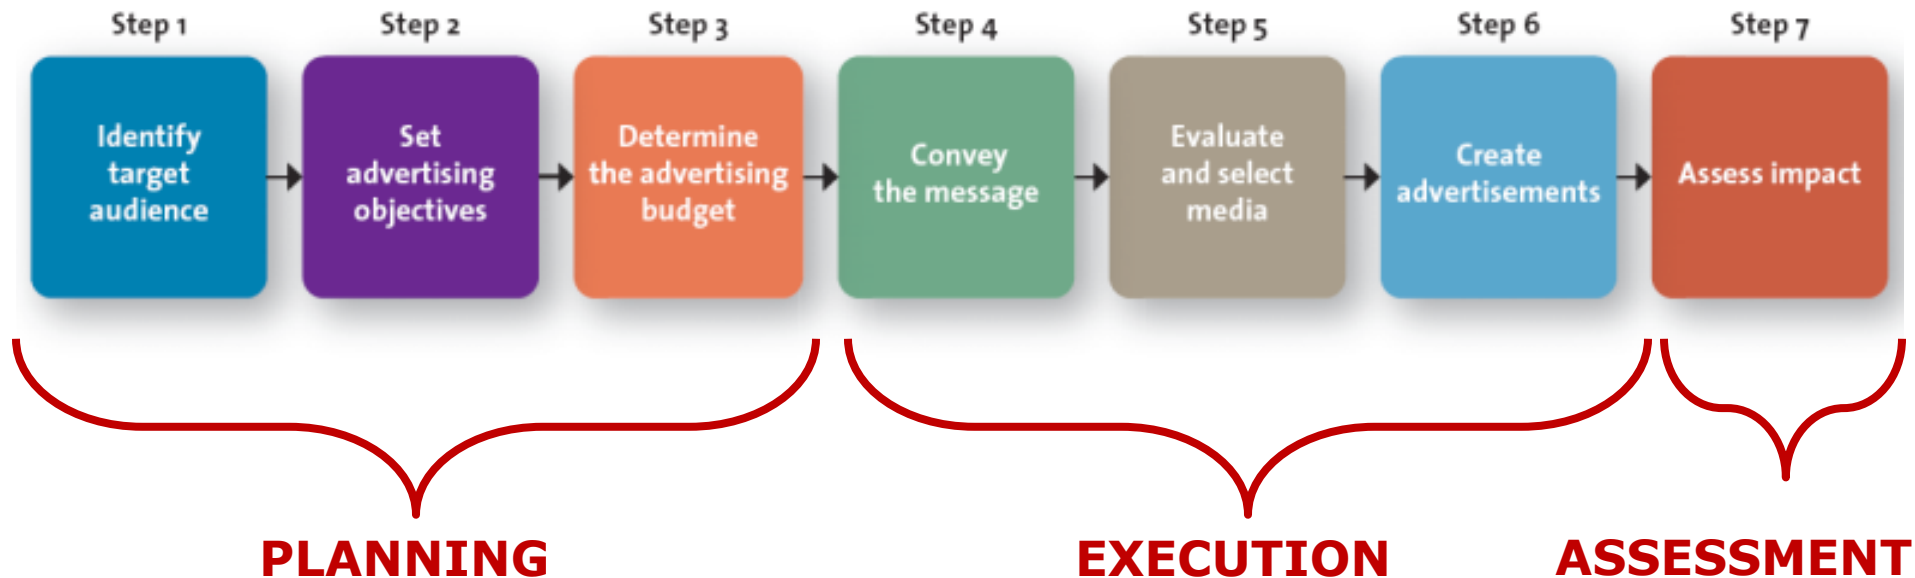 Step 1
Step 2
Step 3
Step 4
Step 5
Step 6
Step 7
Identify
target
audience
Set
advertising
objectives
Determine
the advertising
budget
Convey
the message
Evaluate
and select
media
Create
advertisements
Assess impact
PLANNING
EXECUTION
ASSESSMENT